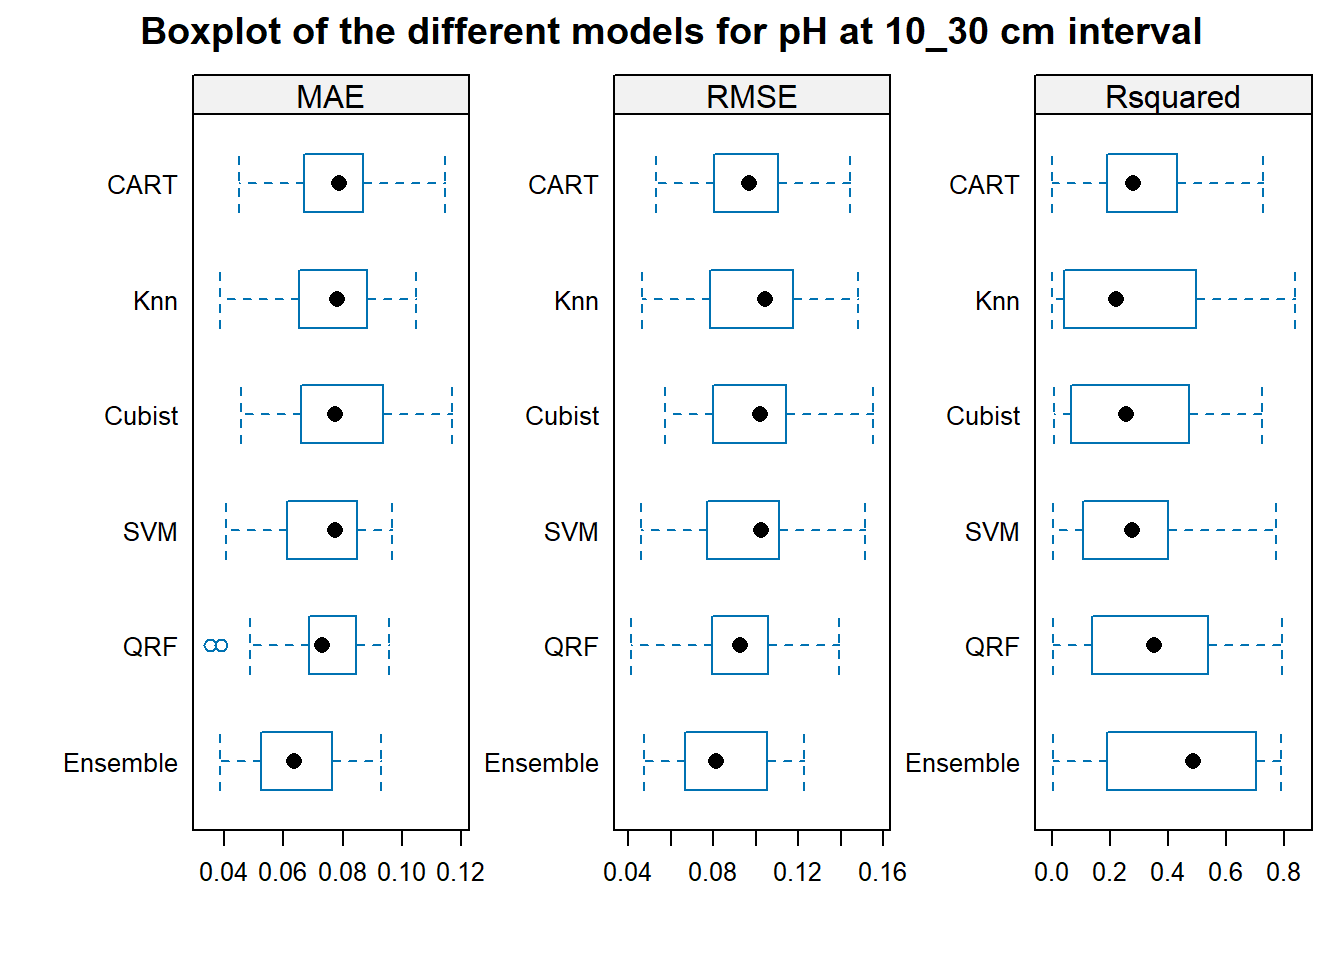 Boxplot of the different models for pH at 10_30 cm interval
MAE
CART
Knn
Cubist
SVM
QRF
Ensemble
0.04 0.06 0.08 0.10 0.12
RMSE
CART
Knn
Cubist
SVM
QRF
Ensemble
0.04 0.08 0.12 0.16
Rsquared
CART
Knn
Cubist
SVM
QRF
Ensemble
0.0 0.2 0.4 0.6 0.8